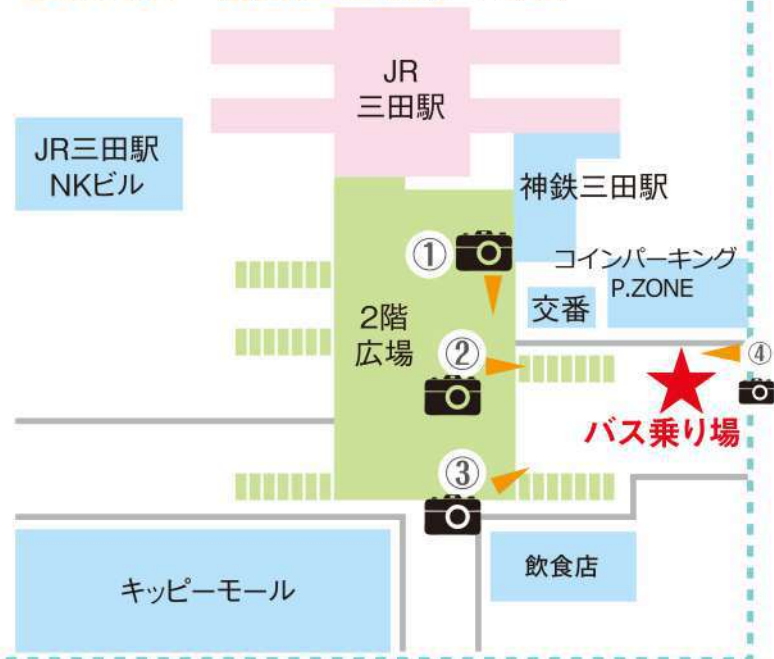 JR
三田駅
JR三田駅
NKビル
神鉄三田駅
①
コインパーキング
P.ZONE
交番
2階
広場
②
④
バス乗り場
③
飲食店
キッピーモール